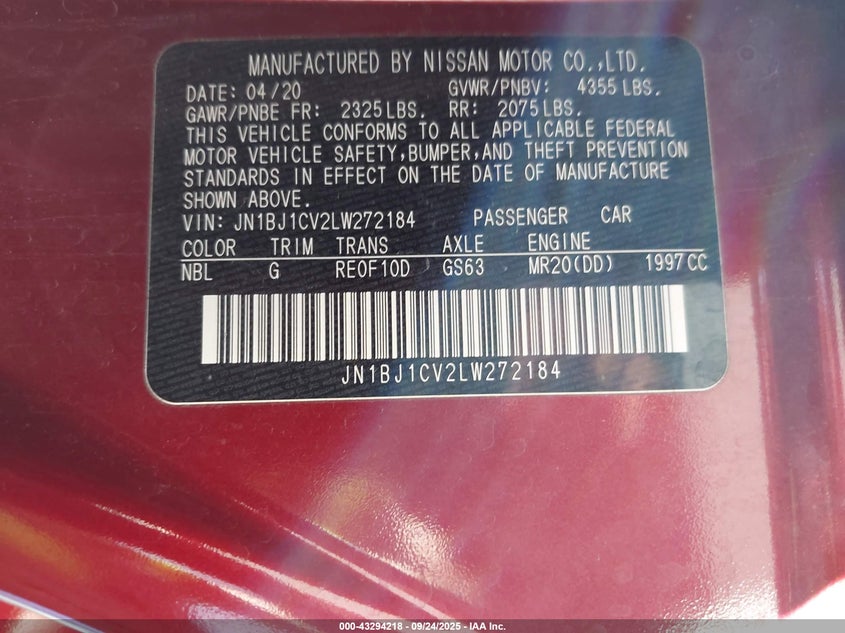 MANUFACTURED BY NISSAN MOTOR CO.,LTD.
DATE: 04/20 GVWR/PNBV: 4355 LBS.
GAWR/PNBE FR: 2325 LBS. RR: 2075 LBS.
THIS VEHICLE CONFORMS TO ALL APPLICABLE FEDERAL
MOTOR VEHICLE SAFETY,BUMPER,AND THEFT PREVENTION
STANDARDS IN EFFECT ON THE DATE OF MANUFACTURE
SHOWN ABOVE.
VIN: JN1BJ1CV2LW272184 PASSENGER CAR
COLOR TRIM TRANS AXLE ENGINE
NBL G RE0F10D GS63 MR20(DD) 1997 CC
JN1BJ1CV2LW272184
000-43294218 - 09/24/2025 - IAA Inc.